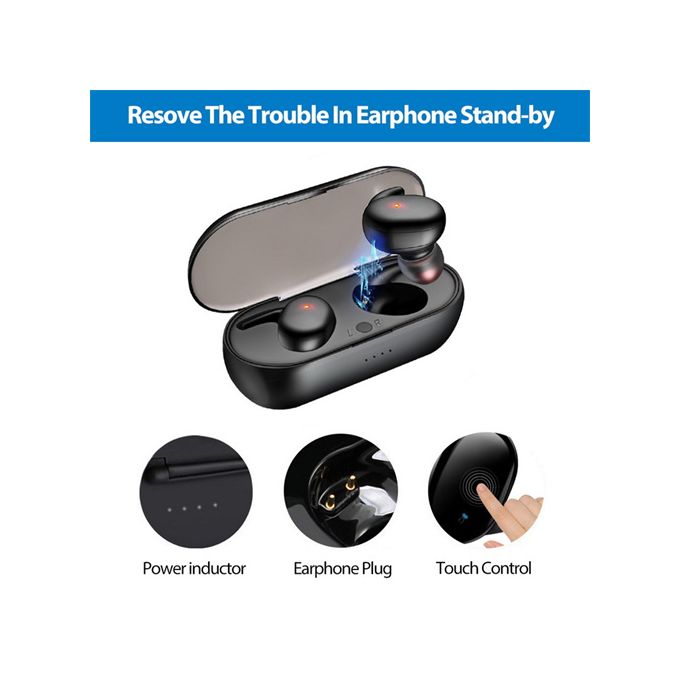 Resove The Trouble In Earphone Stand-by
L R
Power inductor
Earphone Plug
Touch Control